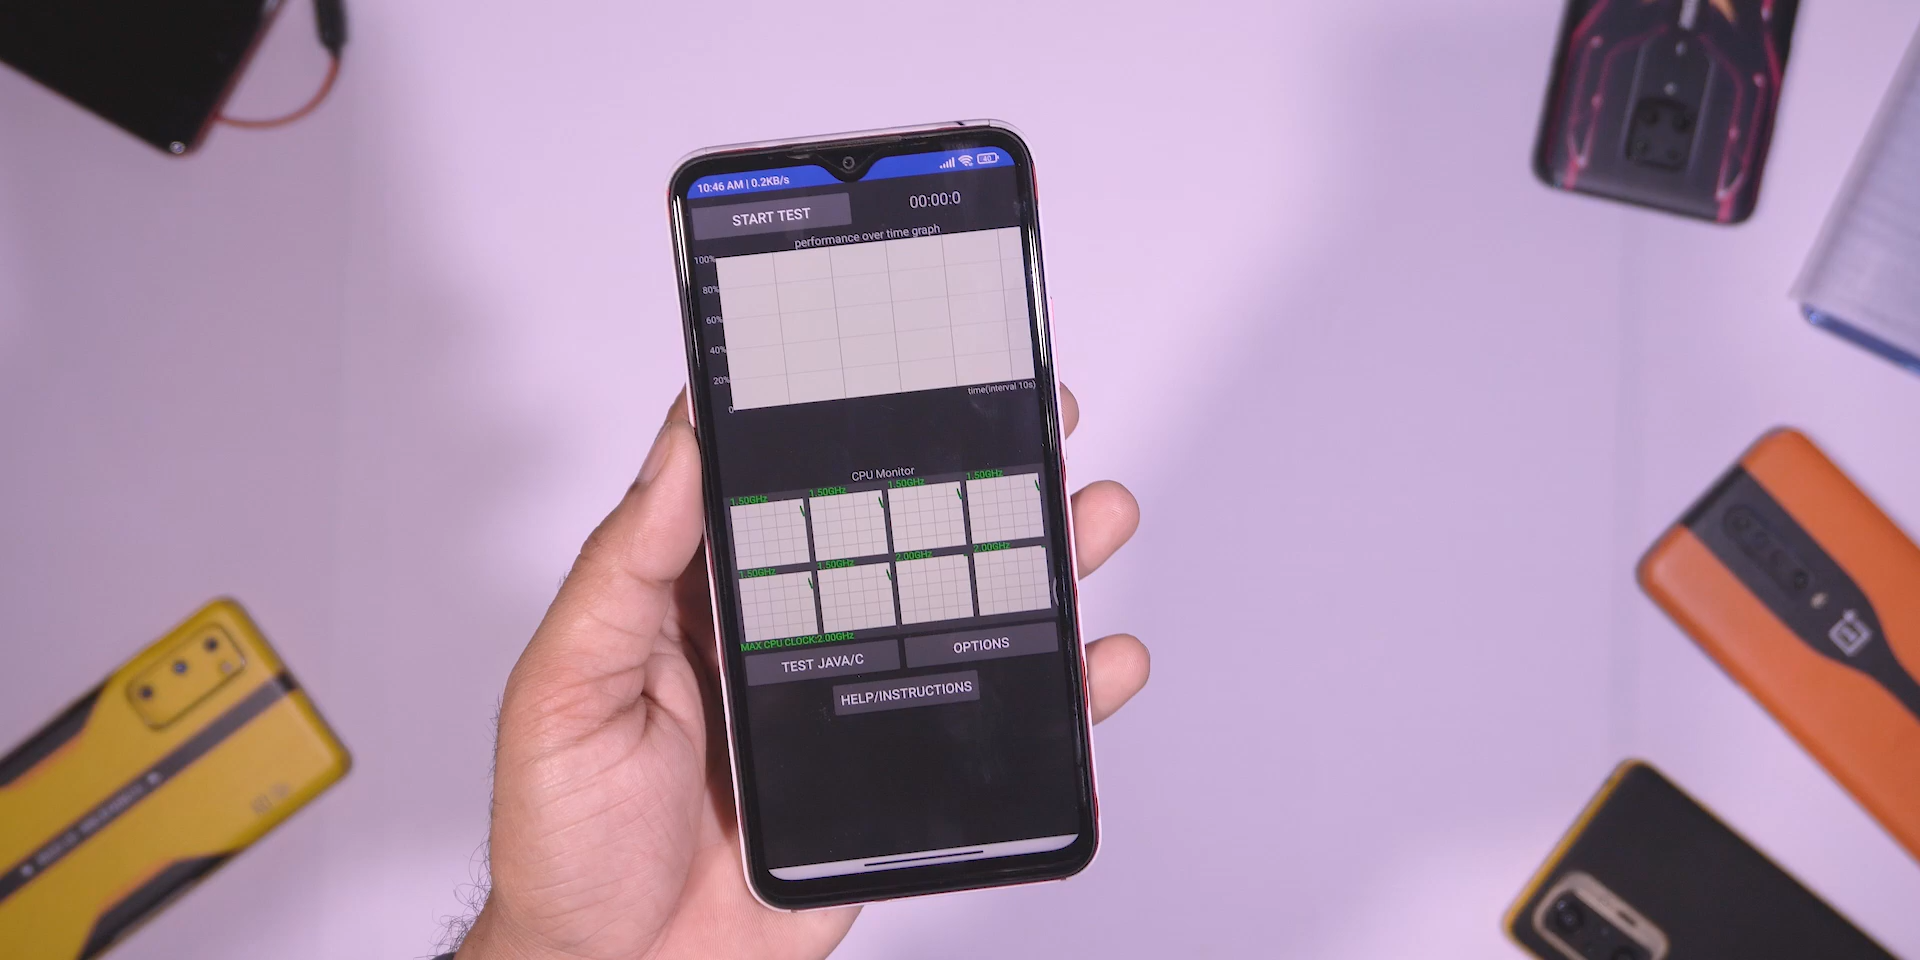 10:46 AM | 0.2KB/s
40
START TEST
00:00:0
performance over time graph
100%
80%
60%
40%
20%
0
time(interval 10s)
CPU Monitor
1.50GHz 1.50GHz 1.50GHz 1.50GHz
1.50GHz 1.50GHz 2.00GHz 2.00GHz
MAX CPU CLOCK:2.00GHz
TEST JAVA/C
OPTIONS
HELP/INSTRUCTIONS